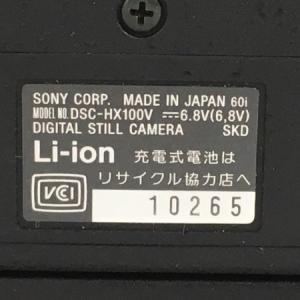 SONY CORP. MADE IN JAPAN 60i
MODEL NO. DSC-HX100V ⎓6.8V(6,8V)
DIGITAL STILL CAMERA SKD
Li-ion 充電式電池は
リサイクル協力店へ
VCI
10265